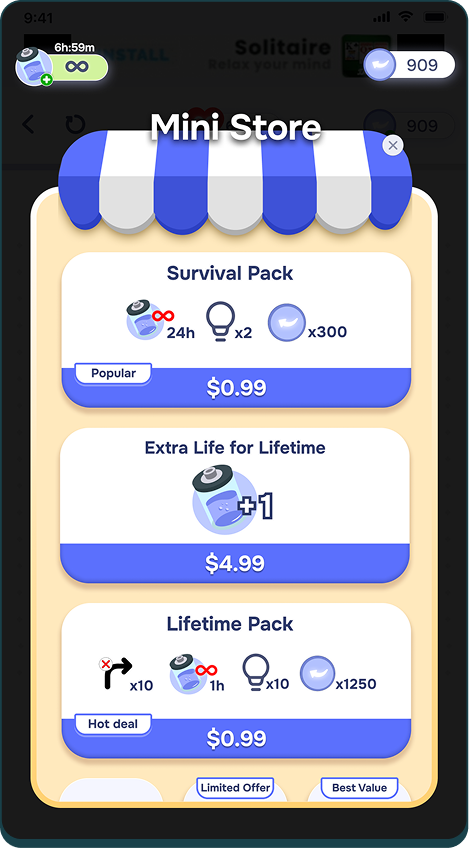 9:41
6h:59m
INSTALL
Solitaire
Relax your mind
909
909
Mini Store
Survival Pack
24h
x2
x300
Popular
$0.99
Extra Life for Lifetime
+1
$4.99
Lifetime Pack
x10
1h
x10
x1250
Hot deal
$0.99
Limited Offer
Best Value